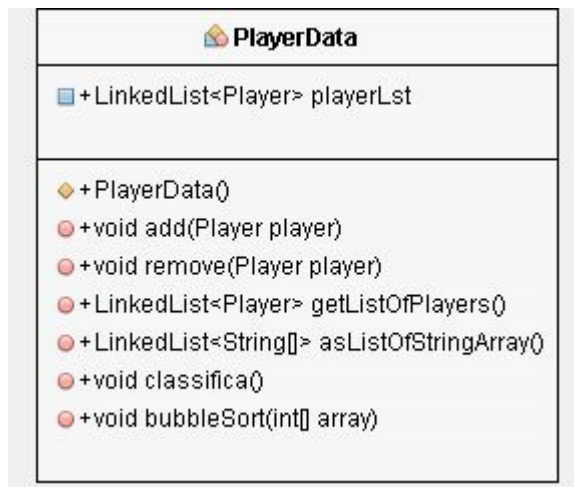 PlayerData
+LinkedList<Player> playerLst
+PlayerData()
+void add(Player player)
+void remove(Player player)
+LinkedList<Player> getListOfPlayers()
+LinkedList<String[]> asListOfStringArray()
+void classifica()
+void bubbleSort(int[] array)